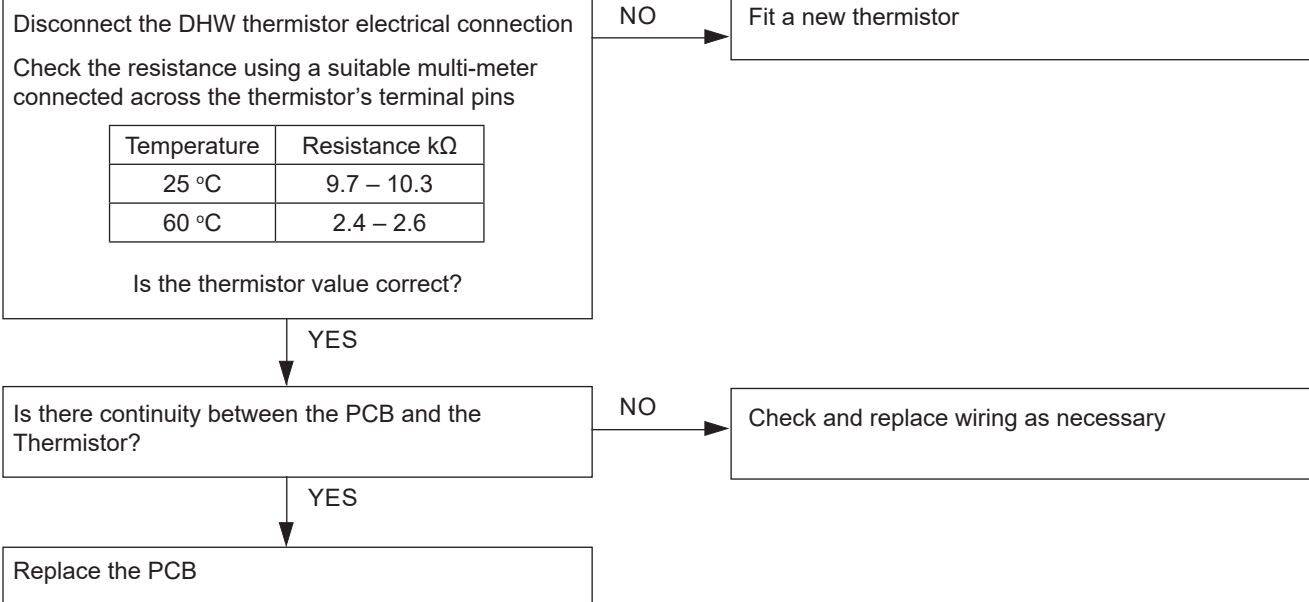 Disconnect the DHW thermistor electrical connection
Check the resistance using a suitable multi-meter
connected across the thermistor’s terminal pins
Temperature Resistance kΩ
25 ºC 9.7 – 10.3
60 ºC 2.4 – 2.6
Is the thermistor value correct?
NO
Fit a new thermistor
YES
Is there continuity between the PCB and the
Thermistor?
NO
Check and replace wiring as necessary
YES
Replace the PCB